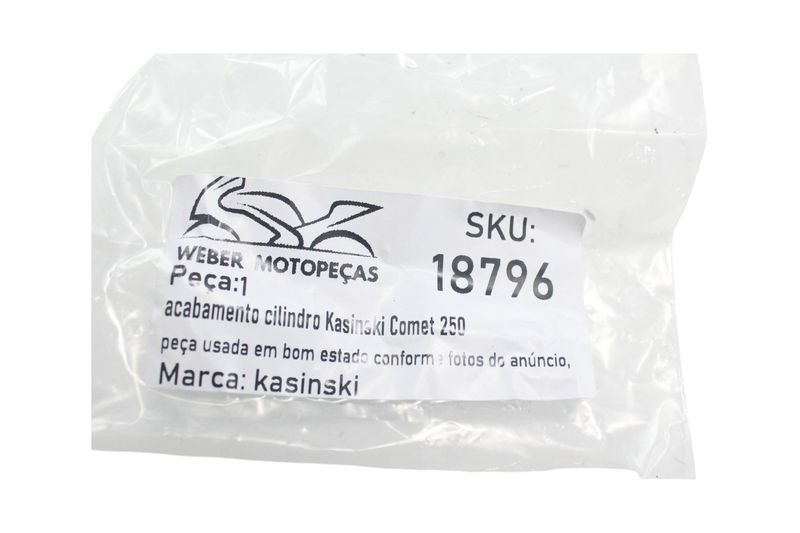 WEBER MOTOPEÇAS
SKU:
18796
Peça:1
acabamento cilindro Kasinski Comet 250
peça usada em bom estado conforme fotos do anúncio,
Marca: kasinski